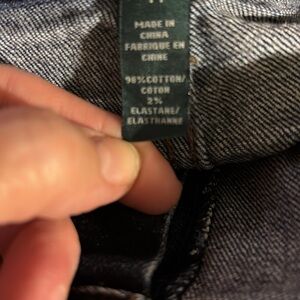 MADE IN
CHINA
FABRIQUE EN
CHINE
98%COTTON/
COTON
2%
ELASTANE/
ELASTHANNE